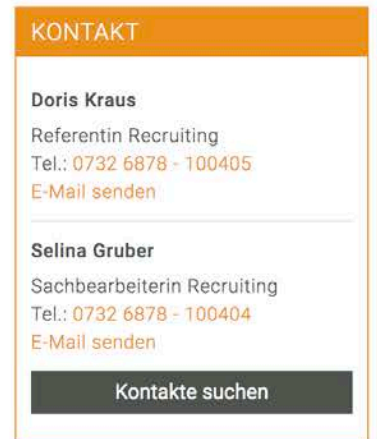 KONTAKT
Doris Kraus
Referentin Recruiting
Tel.: 0732 6878 - 100405
E-Mail senden
Selina Gruber
Sachbearbeiterin Recruiting
Tel.: 0732 6878 - 100404
E-Mail senden
Kontakte suchen